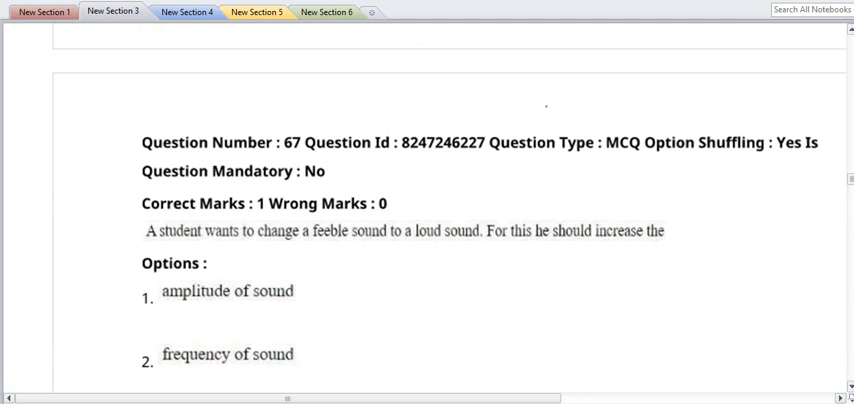 New Section 1 New Section 3 New Section 4 New Section 5 New Section 6 Search All Notebooks
Question Number : 67 Question Id : 8247246227 Question Type : MCQ Option Shuffling : Yes Is
Question Mandatory : No
Correct Marks : 1 Wrong Marks : 0
A student wants to change a feeble sound to a loud sound. For this he should increase the
Options :
1. amplitude of sound
2. frequency of sound